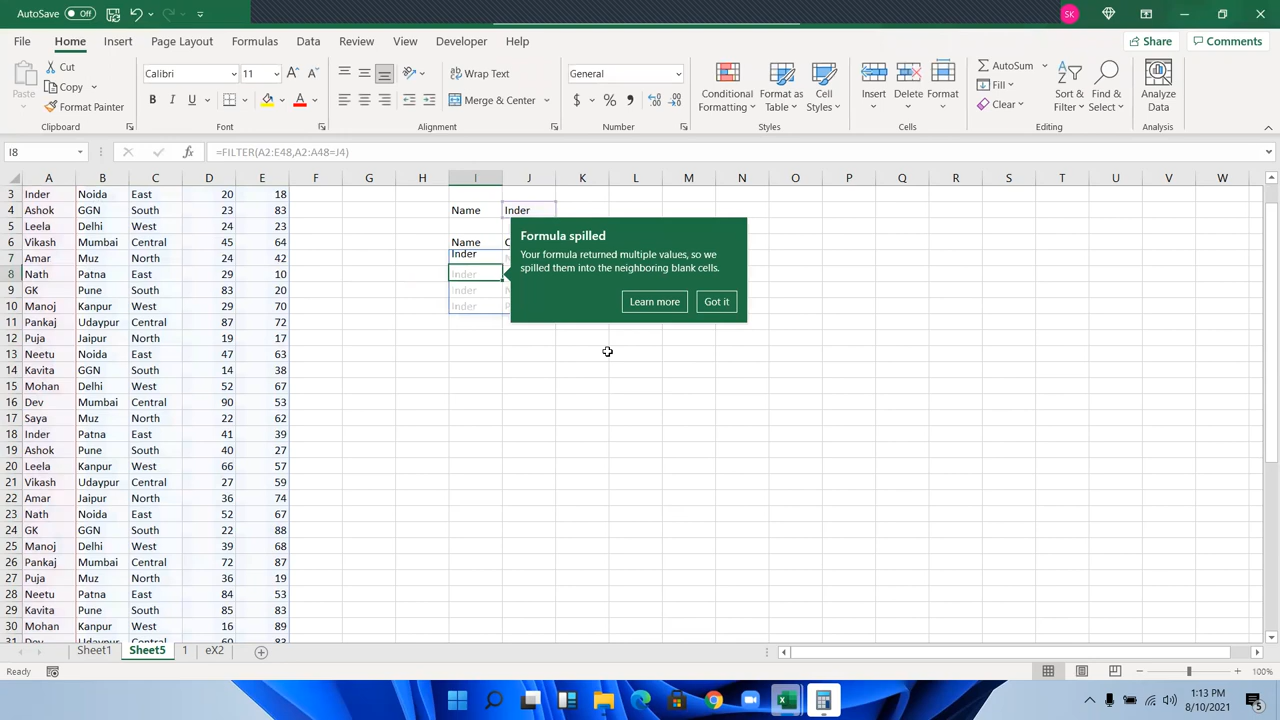 AutoSave Off SK
File Home Insert Page Layout Formulas Data Review View Developer Help Share Comments
Paste Cut Copy Format Painter Clipboard
Calibri 11 B I U A Font
Wrap Text Merge & Center Alignment
General $ % , Number
Conditional Formatting Format as Table Cell Styles Styles
Insert Delete Format Cells
AutoSum Fill Clear Sort & Filter Find & Select Editing
Analyze Data Analysis
I8 fx =FILTER(A2:E48,A2:A48=J4)
A B C D E F G H I J K L M N O P Q R S T U V W
3 Inder Noida East 20 18
4 Ashok GGN South 23 83 Name Inder
5 Leela Delhi West 24 23
6 Vikash Mumbai Central 45 64 Name C
7 Amar Muz North 24 42 Inder N
8 Nath Patna East 29 10 Inder
9 GK Pune South 83 20 Inder N
10 Manoj Kanpur West 29 70 Inder
11 Pankaj Udaypur Central 87 72
12 Puja Jaipur North 19 17
13 Neetu Noida East 47 63
14 Kavita GGN South 14 38
15 Mohan Delhi West 52 67
16 Dev Mumbai Central 90 53
17 Saya Muz North 22 62
18 Inder Patna East 41 39
19 Ashok Pune South 40 27
20 Leela Kanpur West 66 57
21 Vikash Udaypur Central 27 59
22 Amar Jaipur North 36 74
23 Nath Noida East 52 67
24 GK GGN South 22 88
25 Manoj Delhi West 39 68
26 Pankaj Mumbai Central 72 87
27 Puja Muz North 36 19
28 Neetu Patna East 84 53
29 Kavita Pune South 85 83
30 Mohan Kanpur West 16 89
31 Dev Udaypur Central 60 83
Formula spilled
Your formula returned multiple values, so we
spilled them into the neighboring blank cells.
Learn more Got it
Sheet1 Sheet5 1 eX2
Ready 100%
1:13 PM
8/10/2021 5